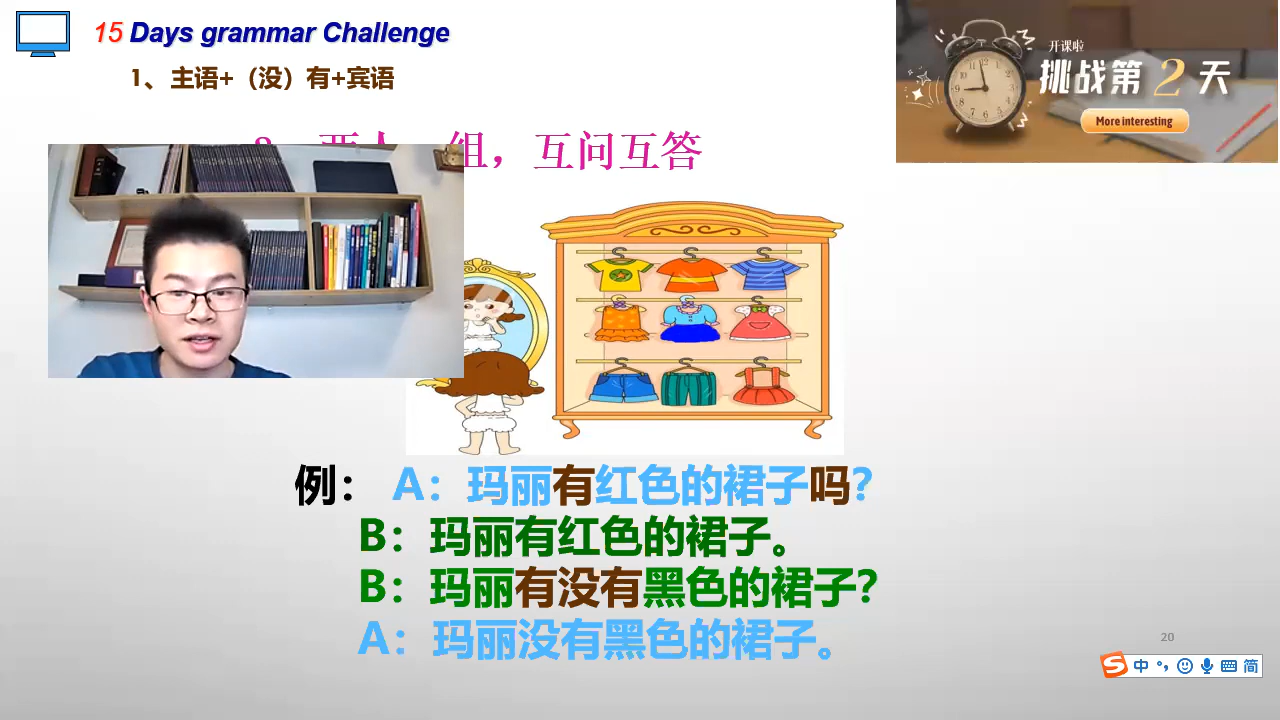 15 Days grammar Challenge
1、主语+（没）有+宾语
组，互问互答
开课啦
挑战第2天
More interesting
例： A：玛丽有红色的裙子吗？
B：玛丽有红色的裙子。
B：玛丽有没有黑色的裙子？
A：玛丽没有黑色的裙子。
20
S 中 简